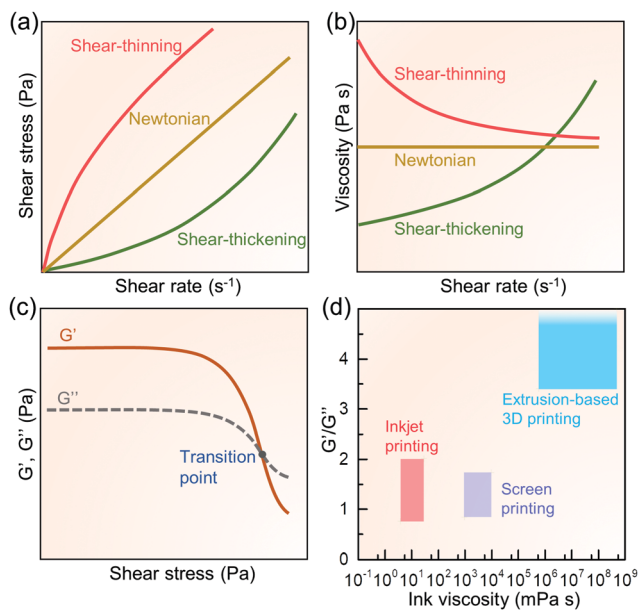 (a)
Shear-thinning
Newtonian
Shear-thickening
Shear stress (Pa)
Shear rate (s⁻¹)
(b)
Shear-thinning
Newtonian
Shear-thickening
Viscosity (Pa s)
Shear rate (s⁻¹)
(c)
G'
G''
Transition
point
G', G'' (Pa)
Shear stress (Pa)
(d)
4
3
2
1
0
G'/G''
Extrusion-based
3D printing
Inkjet
printing
Screen
printing
10⁻¹ 10⁰ 10¹ 10² 10³ 10⁴ 10⁵ 10⁶ 10⁷ 10⁸ 10⁹
Ink viscosity (mPa s)